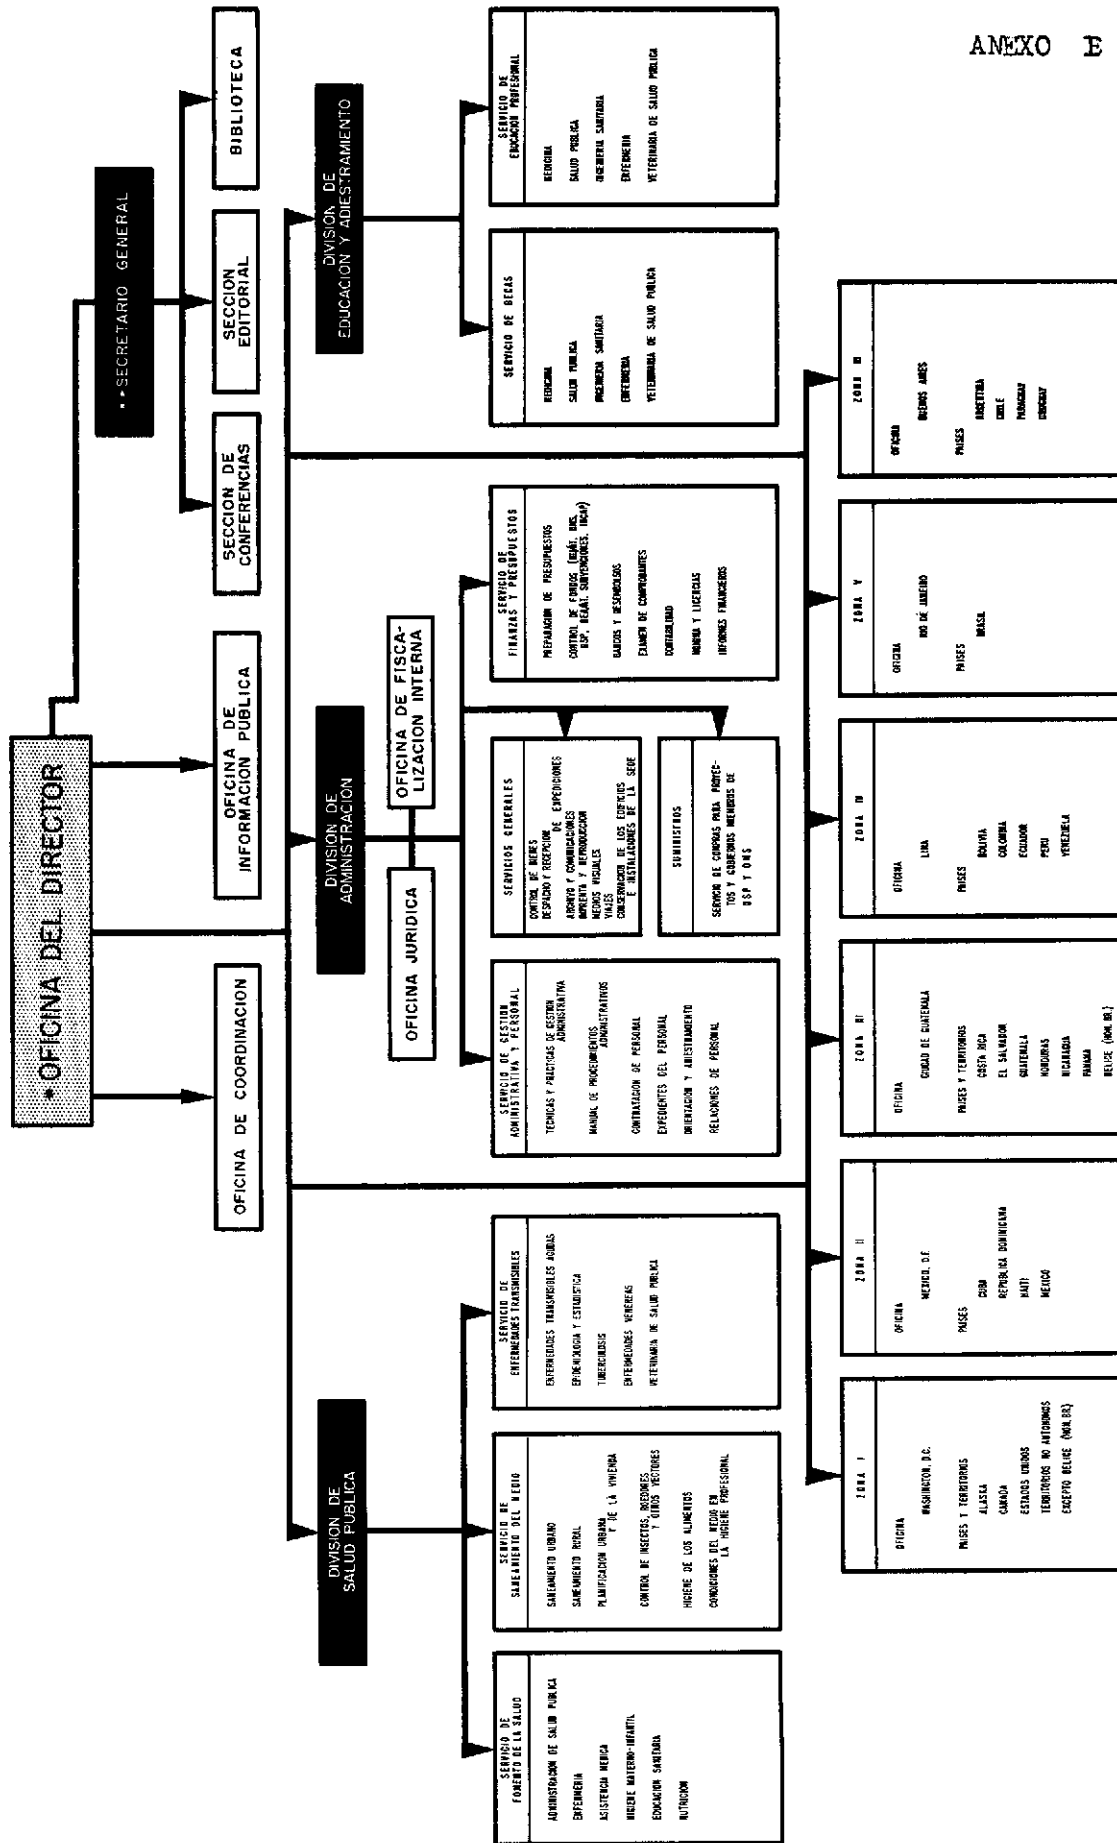 ANEXO E
* OFICINA DEL DIRECTOR
**SECRETARIO GENERAL
OFICINA DE COORDINACION
OFICINA DE
INFORMACION PUBLICA
SECCION DE
CONFERENCIAS
SECCION
EDITORIAL
BIBLIOTECA
DIVISION DE
SALUD PUBLICA
DIVISION DE
ADMINISTRACION
DIVISION DE
EDUCACION Y ADIESTRAMIENTO
OFICINA JURIDICA
OFICINA DE FISCA-
LIZACION INTERNA
SERVICIO DE
FOMENTO DE LA SALUD
ADMINISTRACION DE SALUD PUBLICA
ENFERMERIA
ASISTENCIA MEDICA
HIGIENE MATERNO-INFANTIL
EDUCACION SANITARIA
NUTRICION
SERVICIO DE
SANEAMIENTO DEL MEDIO
SANEAMIENTO URBANO
SANEAMIENTO RURAL
PLANIFICACION URBANA
Y DE LA VIVIENDA
CONTROL DE INSECTOS, ROEDORES
Y OTROS VECTORES
HIGIENE DE LOS ALIMENTOS
CONDICIONES DEL MEDIO EN
LA HIGIENE PROFESIONAL
SERVICIO DE
ENFERMEDADES TRANSMISIBLES
ENFERMEDADES TRANSMISIBLES AGUDAS
EPIDEMIOLOGIA Y ESTADISTICA
TUBERCULOSIS
ENFERMEDADES VENEREAS
VETERINARIA DE SALUD PUBLICA
SERVICIO DE GESTION
ADMINISTRATIVA Y PERSONAL
TECNICAS Y PRACTICAS DE GESTION
ADMINISTRATIVA
MANUAL DE PROCEDIMIENTOS
ADMINISTRATIVOS
CONTRATACION DE PERSONAL
EXPEDIENTES DEL PERSONAL
ORIENTACION Y ADIESTRAMIENTO
RELACIONES DE PERSONAL
SERVICIOS GENERALES
CONTROL DE BIENES
DESPACHO Y RECEPCION
DE EXPEDICIONES
ARCHIVO Y COMUNICACIONES
IMPRENTA Y REPRODUCCION
MEDIOS VISUALES
VIAJES
CONSERVACION DE LOS EDIFICIOS
E INSTALACIONES DE LA SEDE
SUMINISTROS
SERVICIO DE COMPRAS PARA PROYEC-
TOS Y GOBIERNOS MIEMBROS DE
OSP Y OMS
SERVICIO DE
FINANZAS Y PRESUPUESTOS
PREPARACION DE PRESUPUESTOS
CONTROL DE FONDOS
OSP, SUBVENCIONES, INCAP)
BANCOS Y DESEMBOLSOS
EXAMEN DE COMPROBANTES
CONTABILIDAD
NOMINA Y LICENCIAS
INFORMES FINANCIEROS
SERVICIO DE BECAS
MEDICINA
SALUD PUBLICA
INGENIERIA SANITARIA
ENFERMERIA
VETERINARIA DE SALUD PUBLICA
SERVICIO DE
EDUCACION PROFESIONAL
MEDICINA
SALUD PUBLICA
INGENIERIA SANITARIA
ENFERMERIA
VETERINARIA DE SALUD PUBLICA
ZONA I
OFICINA
WASHINGTON, D.C.
PAISES Y TERRITORIOS
ALASKA
CANADA
ESTADOS UNIDOS
TERRITORIOS NO AUTONOMOS
EXCEPTO BELICE (HON. BR.)
ZONA II
OFICINA
MEXICO, D.F.
PAISES
CUBA
REPUBLICA DOMINICANA
HAITI
MEXICO
ZONA III
OFICINA
CIUDAD DE GUATEMALA
PAISES Y TERRITORIOS
COSTA RICA
EL SALVADOR
GUATEMALA
HONDURAS
NICARAGUA
PANAMA
BELICE (HON. BR.)
ZONA IV
OFICINA
LIMA
PAISES
BOLIVIA
COLOMBIA
ECUADOR
PERU
VENEZUELA
ZONA V
OFICINA
RIO DE JANEIRO
PAISES
BRASIL
ZONA VI
OFICINA
BUENOS AIRES
PAISES
ARGENTINA
CHILE
PARAGUAY
URUGUAY